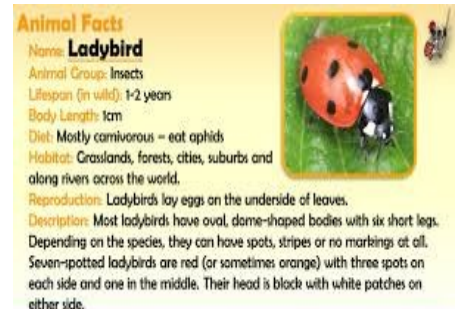 Animal Facts
Name: Ladybird
Animal Group: Insects
Lifespan (in wild): 1-2 years
Body Length: 1cm
Diet: Mostly carnivorous – eat aphids
Habitat: Grasslands, forests, cities, suburbs and
along rivers across the world.
Reproduction: Ladybirds lay eggs on the underside of leaves.
Description: Most ladybirds have oval, dome-shaped bodies with six short legs.
Depending on the species, they can have spots, stripes or no markings at all.
Seven-spotted ladybirds are red (or sometimes orange) with three spots on
each side and one in the middle. Their head is black with white patches on
either side.